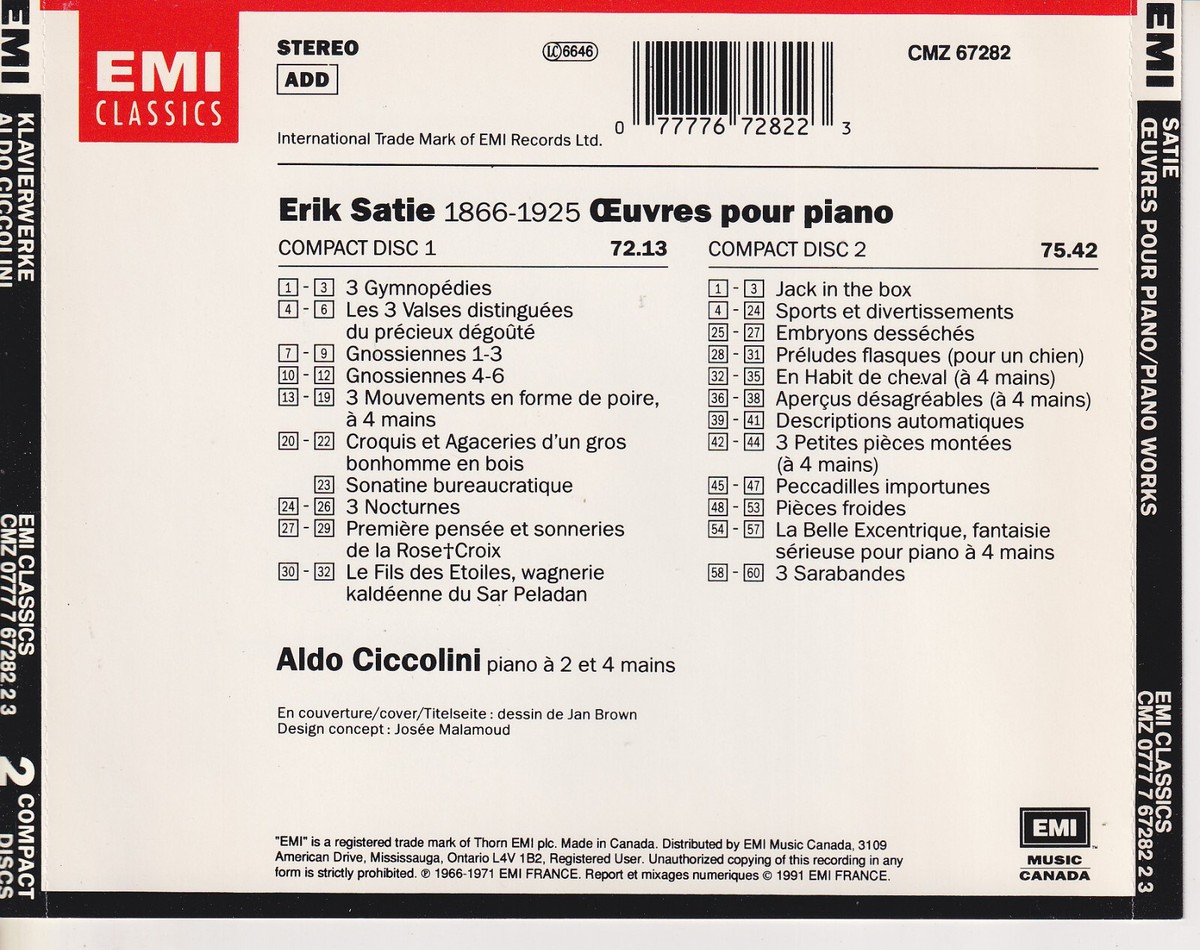 EMI
CLASSICS
STEREO
ADD
LC 6646
CMZ 67282
0 77776 72822 3
International Trade Mark of EMI Records Ltd.
Erik Satie 1866-1925 Œuvres pour piano
COMPACT DISC 1 72.13
1 - 3 3 Gymnopédies
4 - 6 Les 3 Valses distinguées
du précieux dégoûté
7 - 9 Gnossiennes 1-3
10 - 12 Gnossiennes 4-6
13 - 19 3 Mouvements en forme de poire,
à 4 mains
20 - 22 Croquis et Agaceries d'un gros
bonhomme en bois
23 Sonatine bureaucratique
24 - 26 3 Nocturnes
27 - 29 Première pensée et sonneries
de la Rose†Croix
30 - 32 Le Fils des Etoiles, wagnerie
kaldéenne du Sar Peladan
COMPACT DISC 2 75.42
1 - 3 Jack in the box
4 - 24 Sports et divertissements
25 - 27 Embryons desséchés
28 - 31 Préludes flasques (pour un chien)
32 - 35 En Habit de che.val (à 4 mains)
36 - 38 Aperçus désagréables (à 4 mains)
39 - 41 Descriptions automatiques
42 - 44 3 Petites pièces montées
(à 4 mains)
45 - 47 Peccadilles importunes
48 - 53 Pièces froides
54 - 57 La Belle Excentrique, fantaisie
sérieuse pour piano à 4 mains
58 - 60 3 Sarabandes
Aldo Ciccolini piano à 2 et 4 mains
En couverture/cover/Titelseite : dessin de Jan Brown
Design concept : Josée Malamoud
"EMI" is a registered trade mark of Thorn EMI plc. Made in Canada. Distributed by EMI Music Canada, 3109
American Drive, Mississauga, Ontario L4V 1B2, Registered User. Unauthorized copying of this recording in any
form is strictly prohibited. ℗ 1966-1971 EMI FRANCE. Report et mixages numeriques © 1991 EMI FRANCE.
EMI
™
MUSIC
CANADA
EMI
KLAVIERWERKE
ALDO CICCOLINI
EMI CLASSICS
CMZ 0777 7 67282 2 3
2 COMPACT
DISCS
EMI
SATIE
ŒUVRES POUR PIANO/PIANO WORKS
EMI CLASSICS
CMZ 0777 7 67282 2 3